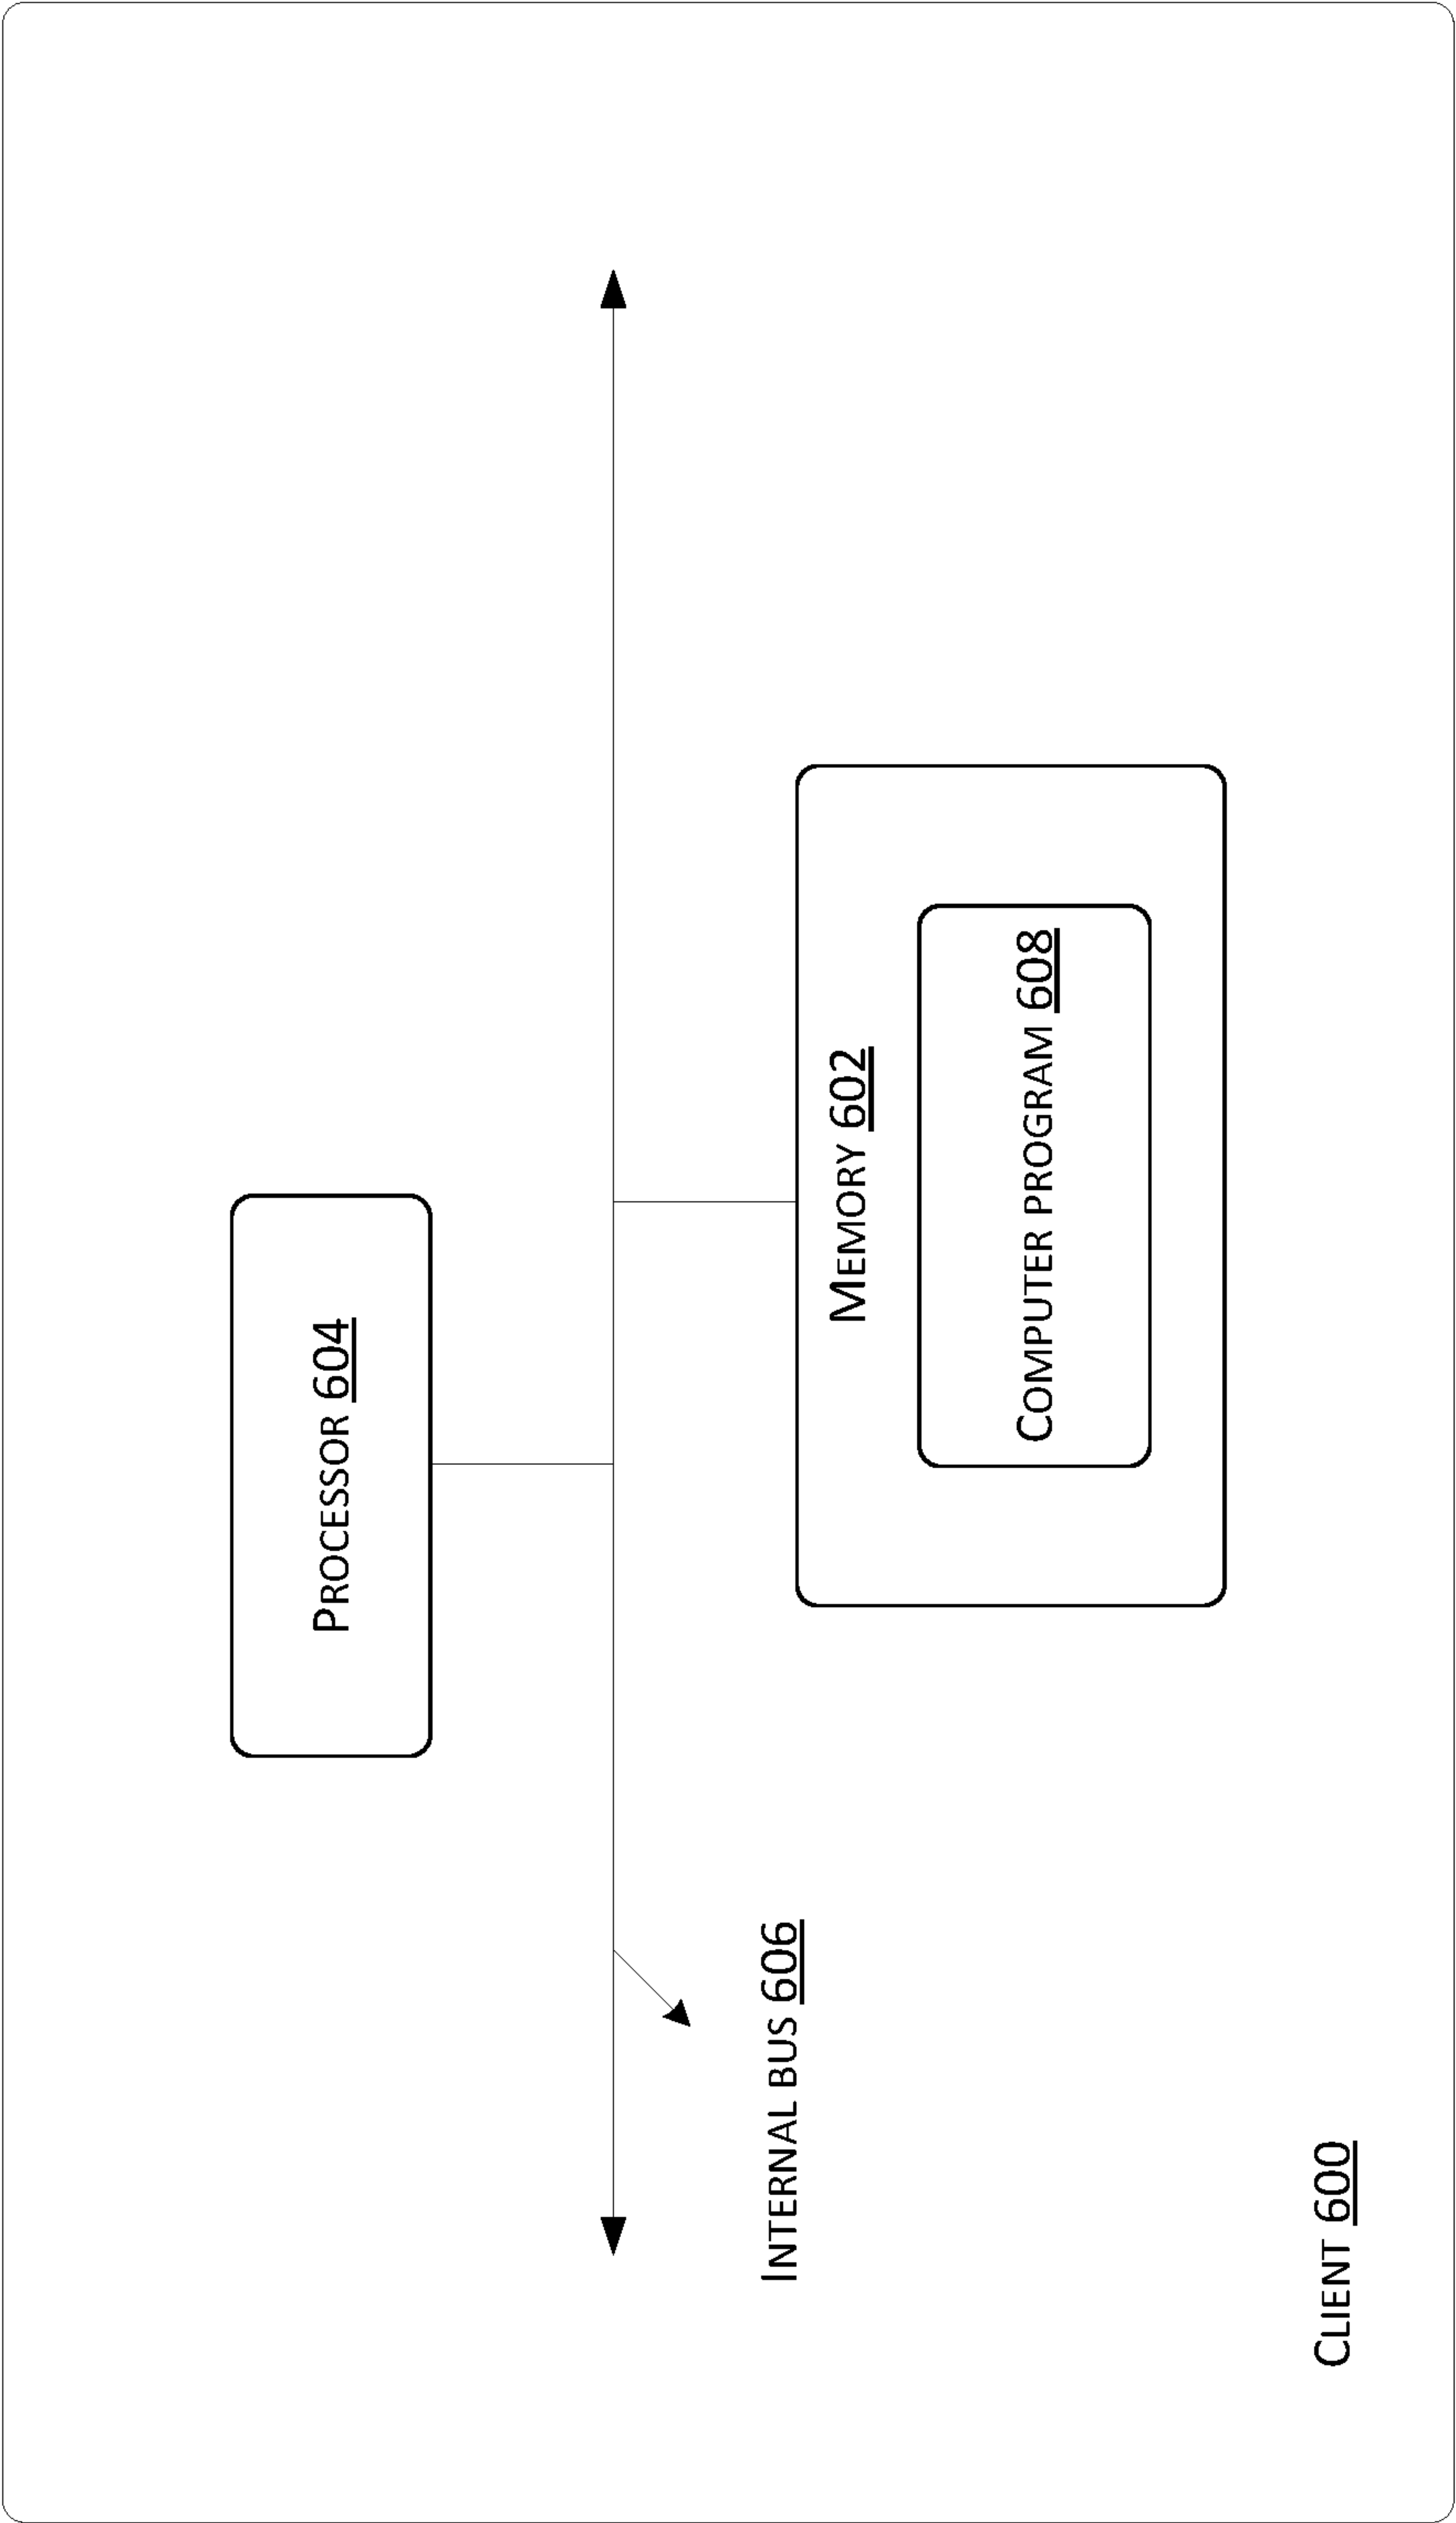 PROCESSOR 604
INTERNAL BUS 606
MEMORY 602
COMPUTER PROGRAM 608
CLIENT 600